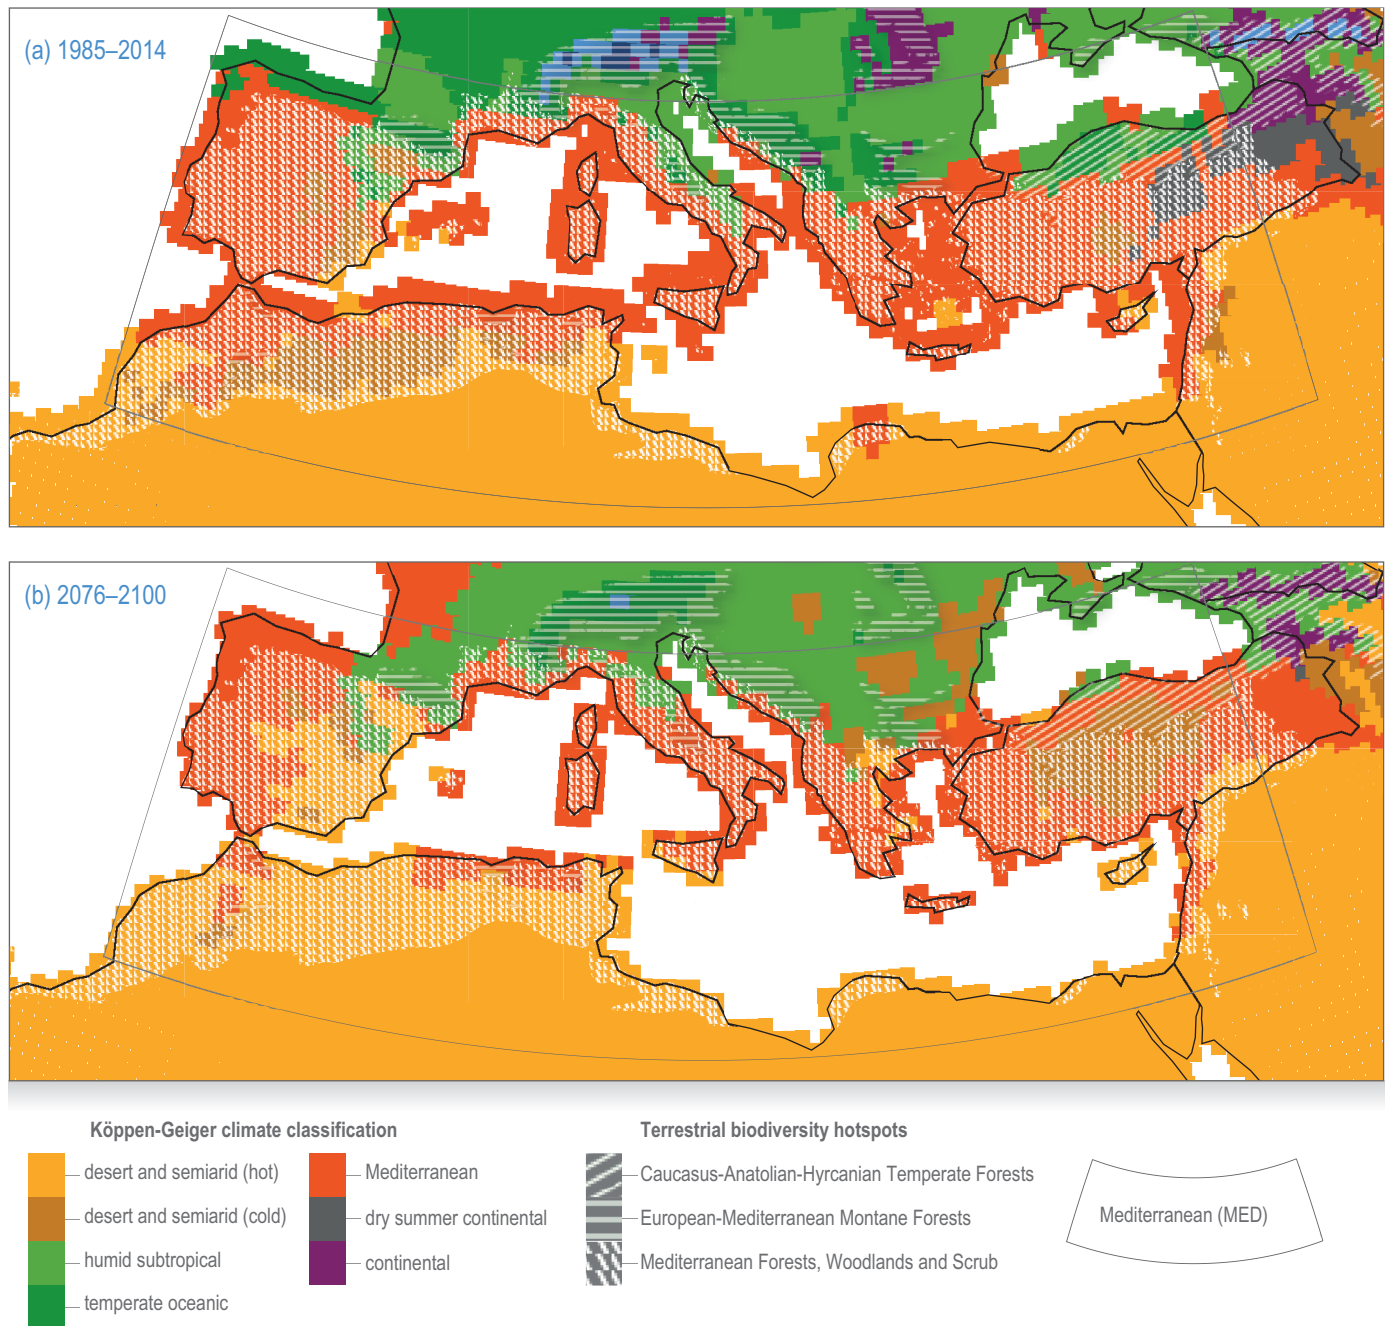 (a) 1985–2014
(b) 2076–2100
Köppen-Geiger climate classification
desert and semiarid (hot)
desert and semiarid (cold)
humid subtropical
temperate oceanic
Mediterranean
dry summer continental
continental
Terrestrial biodiversity hotspots
Caucasus-Anatolian-Hyrcanian Temperate Forests
European-Mediterranean Montane Forests
Mediterranean Forests, Woodlands and Scrub
Mediterranean (MED)